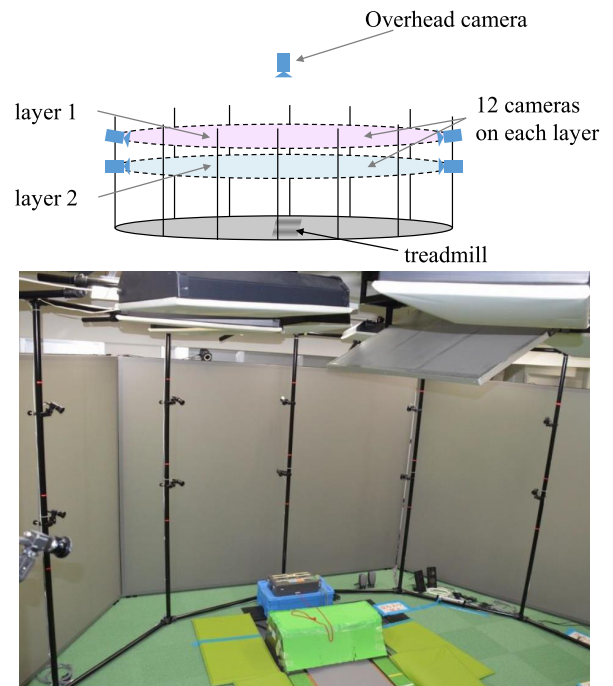 Overhead camera
layer 1
12 cameras
on each layer
layer 2
treadmill